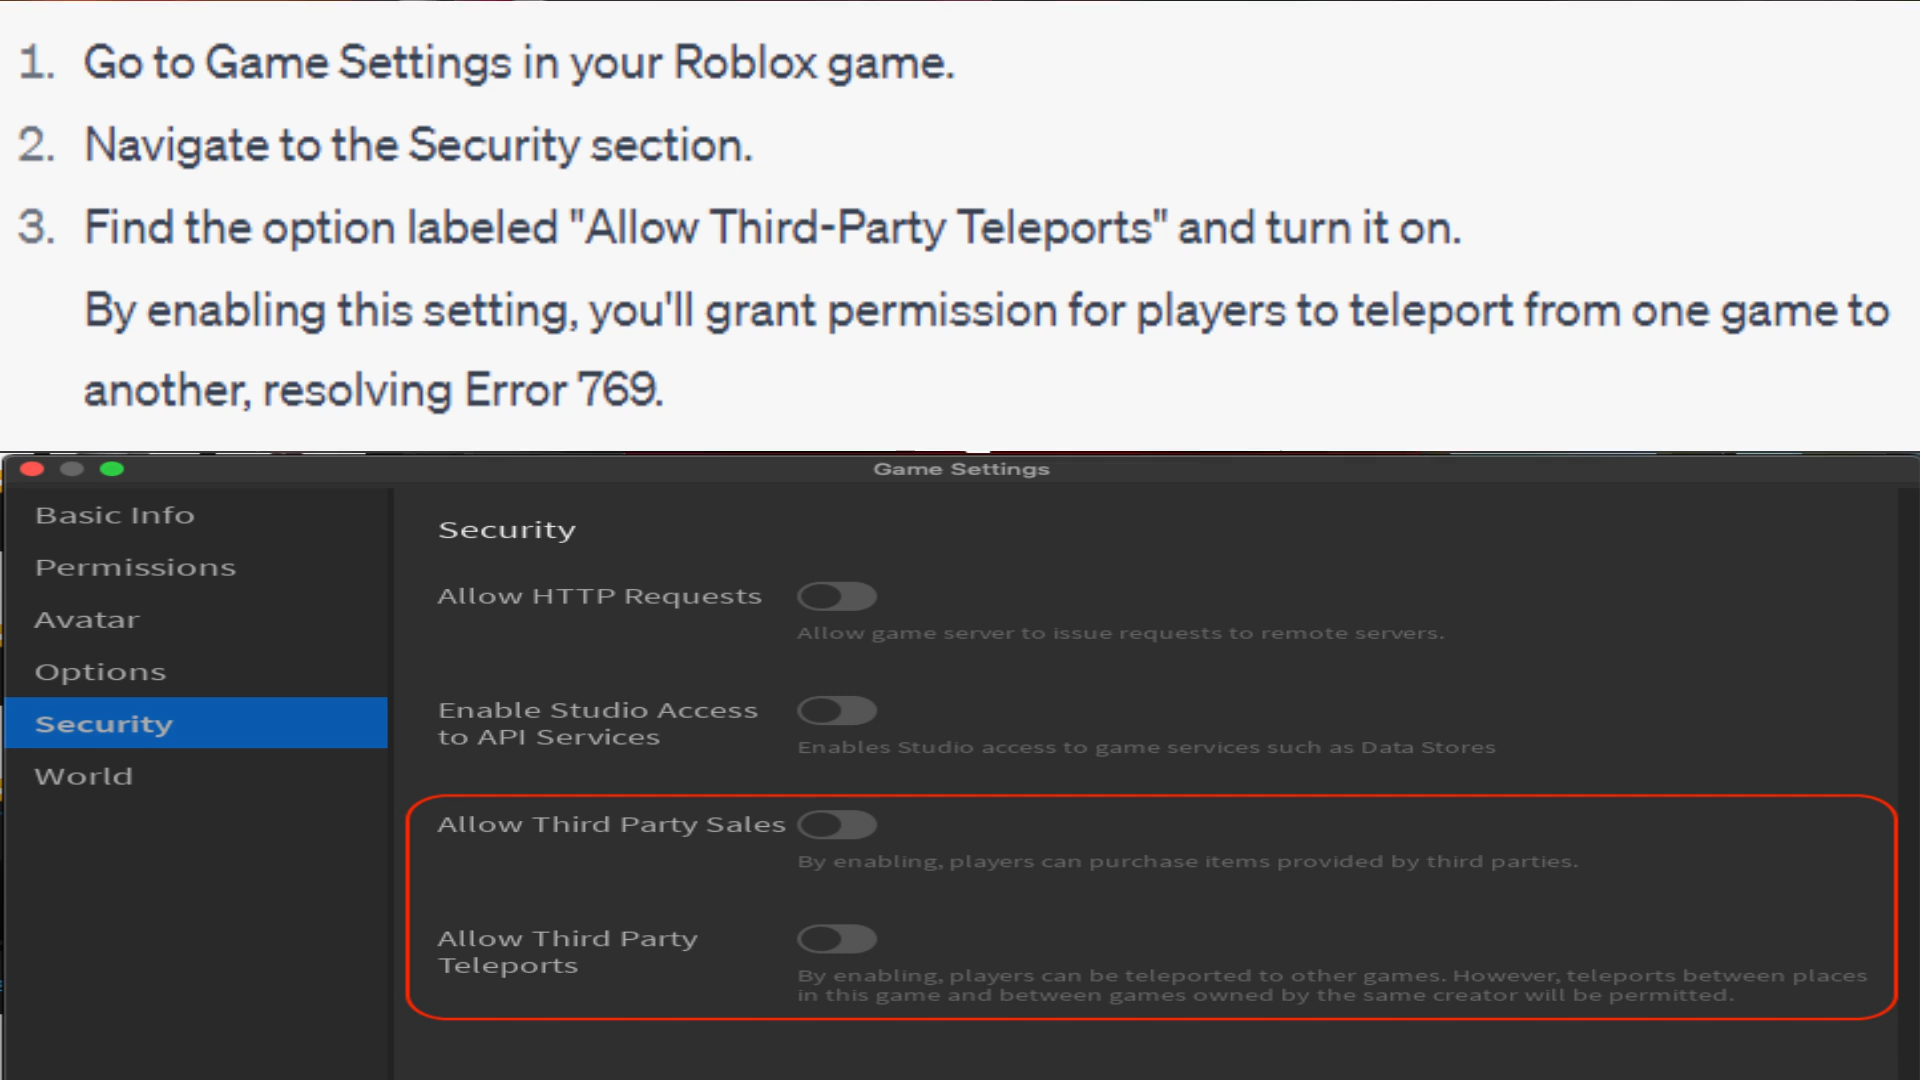 1. Go to Game Settings in your Roblox game.
2. Navigate to the Security section.
3. Find the option labeled "Allow Third-Party Teleports" and turn it on.
By enabling this setting, you'll grant permission for players to teleport from one game to
another, resolving Error 769.
Game Settings
Basic Info
Permissions
Avatar
Options
Security
World
Security
Allow HTTP Requests
Allow game server to issue requests to remote servers.
Enable Studio Access
to API Services
Enables Studio access to game services such as Data Stores
Allow Third Party Sales
By enabling, players can purchase items provided by third parties.
Allow Third Party
Teleports
By enabling, players can be teleported to other games. However, teleports between places
in this game and between games owned by the same creator will be permitted.